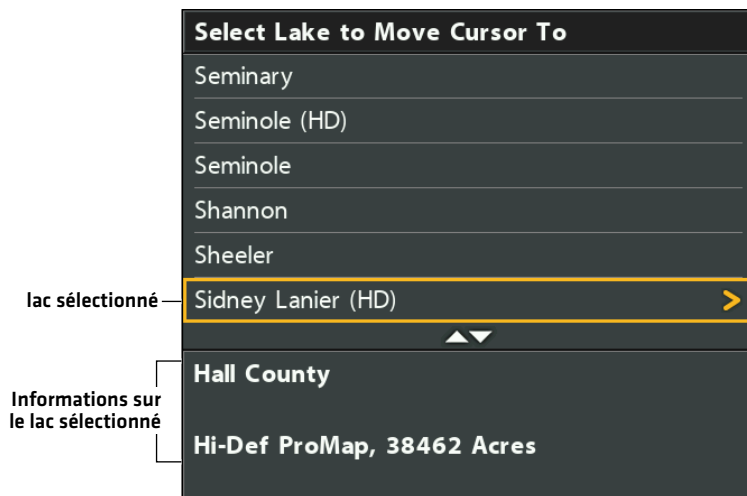 Select Lake to Move Cursor To
Seminary
Seminole (HD)
Seminole
Shannon
Sheeler
lac sélectionné
Sidney Lanier (HD)
Informations sur
le lac sélectionné
Hall County
Hi-Def ProMap, 38462 Acres